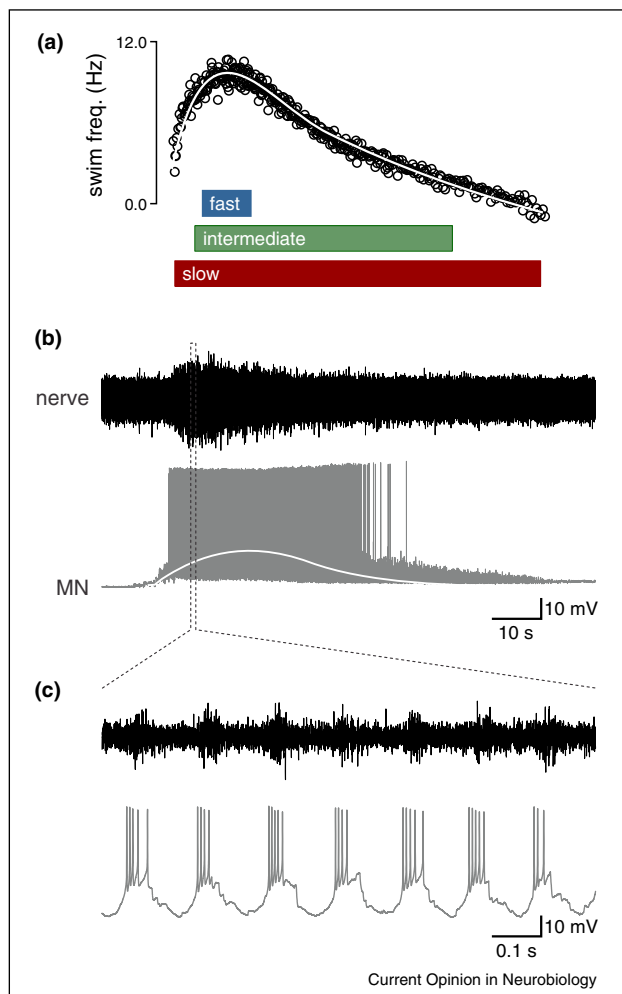 (a)
12.0
swim freq. (Hz)
0.0
fast
intermediate
slow
(b)
nerve
MN
10 mV
10 s
(c)
10 mV
0.1 s
Current Opinion in Neurobiology